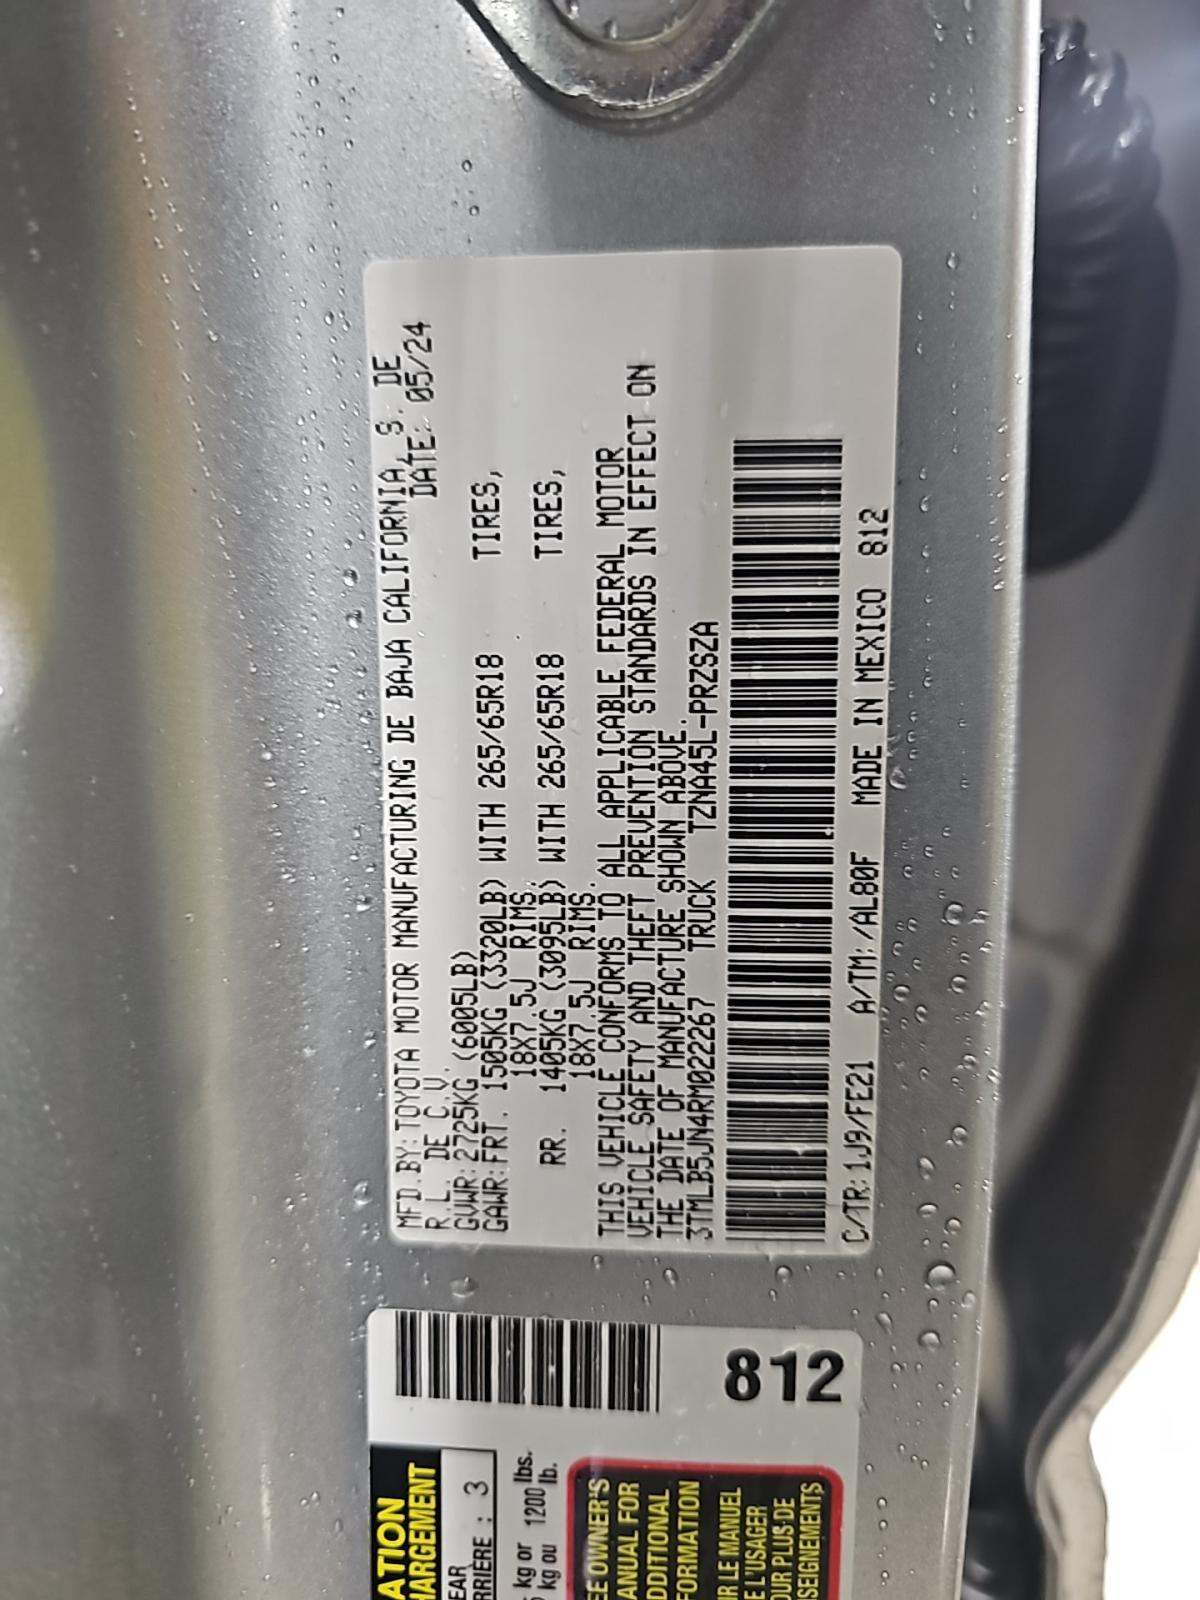 MFD.BY:TOYOTA MOTOR MANUFACTURING DE BAJA CALIFORNIA, S. DE
R.L. DE C.V. DATE: 05/24
GVWR:2725KG (6005LB)
GAWR:FRT. 1505KG (3320LB) WITH 265/65R18 TIRES,
18X7.5J RIMS,
RR. 1405KG (3095LB) WITH 265/65R18 TIRES,
18X7.5J RIMS.
THIS VEHICLE CONFORMS TO ALL APPLICABLE FEDERAL MOTOR
VEHICLE SAFETY AND THEFT PREVENTION STANDARDS IN EFFECT ON
THE DATE OF MANUFACTURE SHOWN ABOVE.
3TMLB5JN4RM022267 TRUCK TZNA45L-PRZSZA
C/TR:1J9/FE21 A/TM:/AL80F MADE IN MEXICO 812
ATION
HARGEMENT
EAR
RRIÈRE : 3
kg or 1200 lbs.
kg ou lb.
812
EE OWNER'S
ANUAL FOR
DDITIONAL
FORMATION
IR LE MANUEL
E L'USAGER
OUR PLUS DE
SEIGNEMENTS